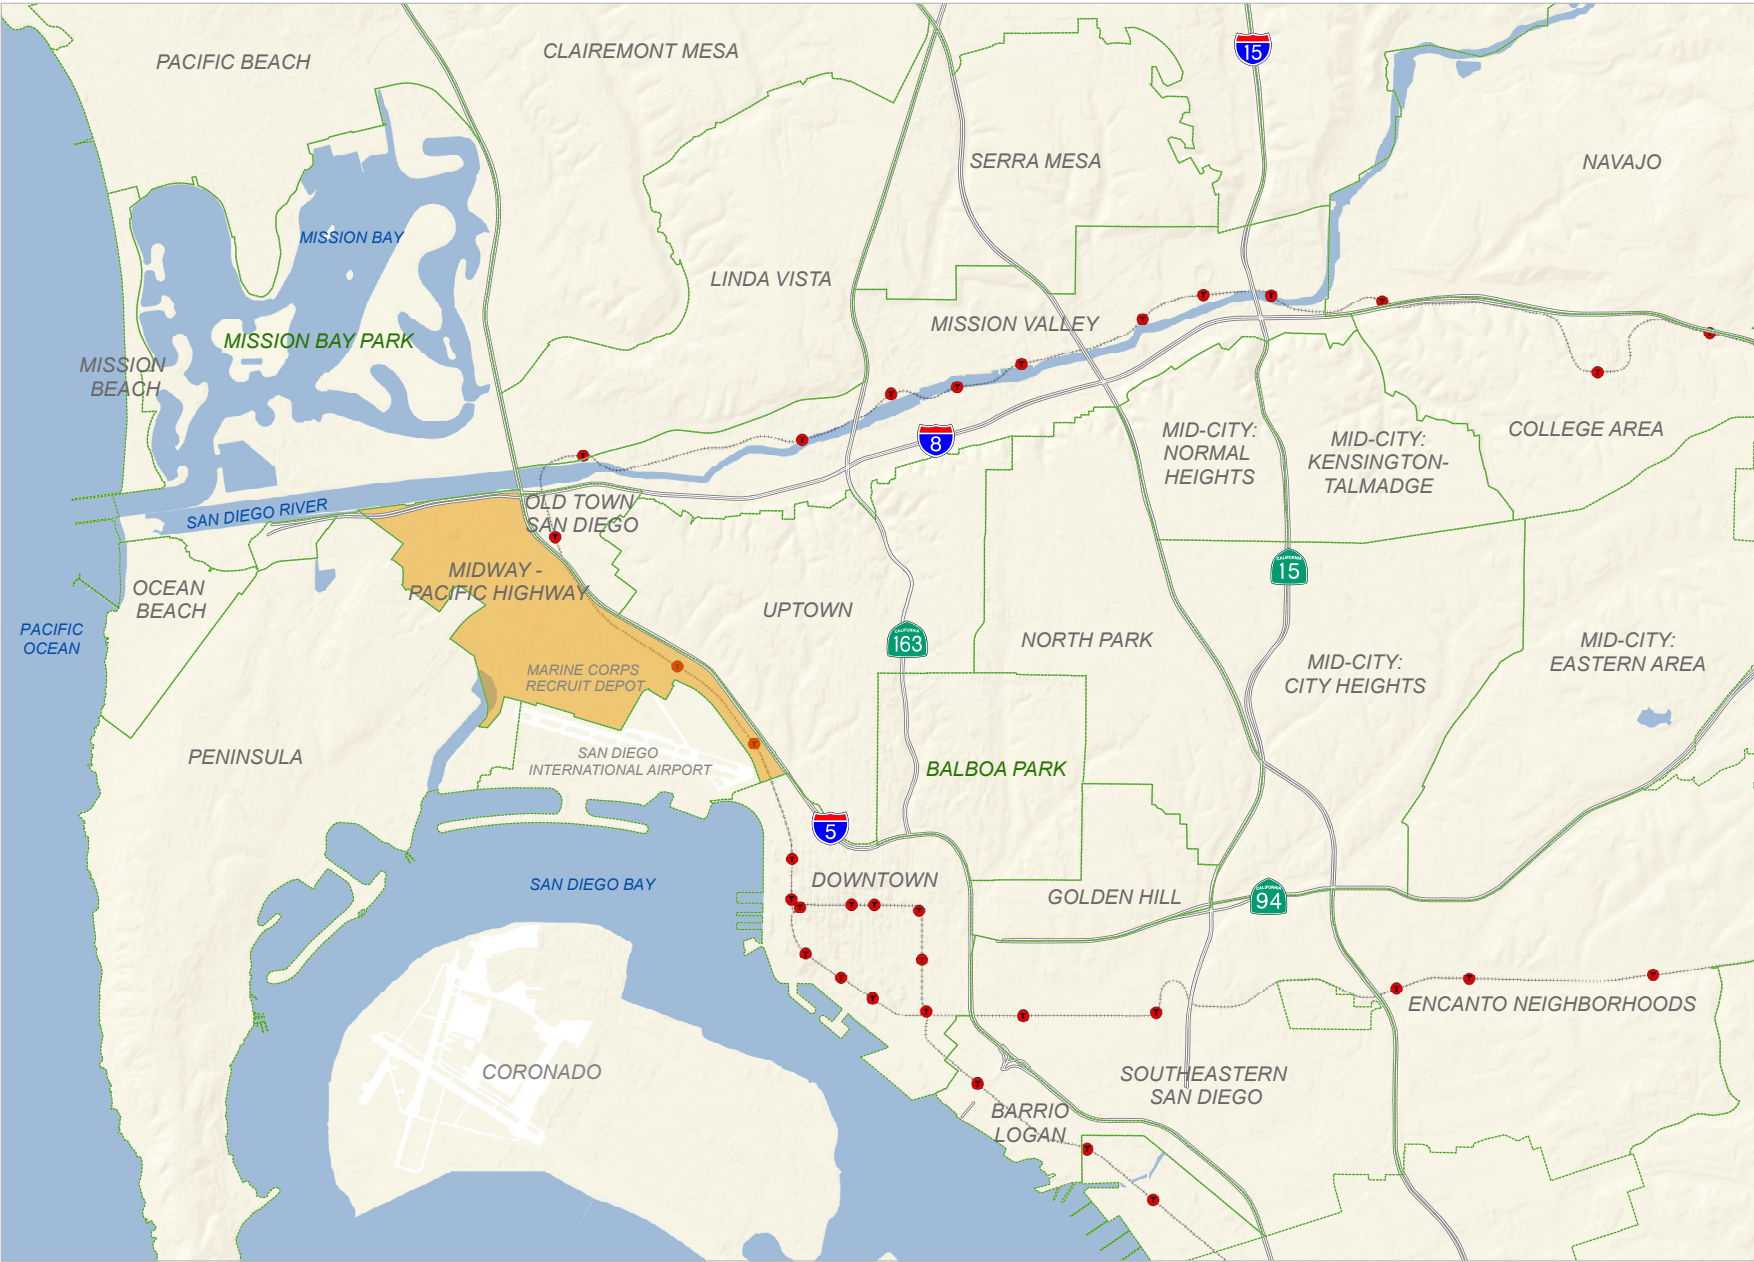 PACIFIC BEACH
CLAIREMONT MESA
15
SERRA MESA
NAVAJO
MISSION BAY
LINDA VISTA
MISSION VALLEY
MISSION BAY PARK
MISSION
BEACH
8
MID-CITY:
NORMAL
HEIGHTS
MID-CITY:
KENSINGTON-
TALMADGE
COLLEGE AREA
SAN DIEGO RIVER
OLD TOWN
SAN DIEGO
MIDWAY -
PACIFIC HIGHWAY
OCEAN
BEACH
CALIFORNIA
15
PACIFIC
OCEAN
UPTOWN
CALIFORNIA
163
NORTH PARK
MID-CITY:
CITY HEIGHTS
MID-CITY:
EASTERN AREA
MARINE CORPS
RECRUIT DEPOT
PENINSULA
SAN DIEGO
INTERNATIONAL AIRPORT
BALBOA PARK
5
SAN DIEGO BAY
DOWNTOWN
GOLDEN HILL
CALIFORNIA
94
ENCANTO NEIGHBORHOODS
CORONADO
SOUTHEASTERN
SAN DIEGO
BARRIO
LOGAN